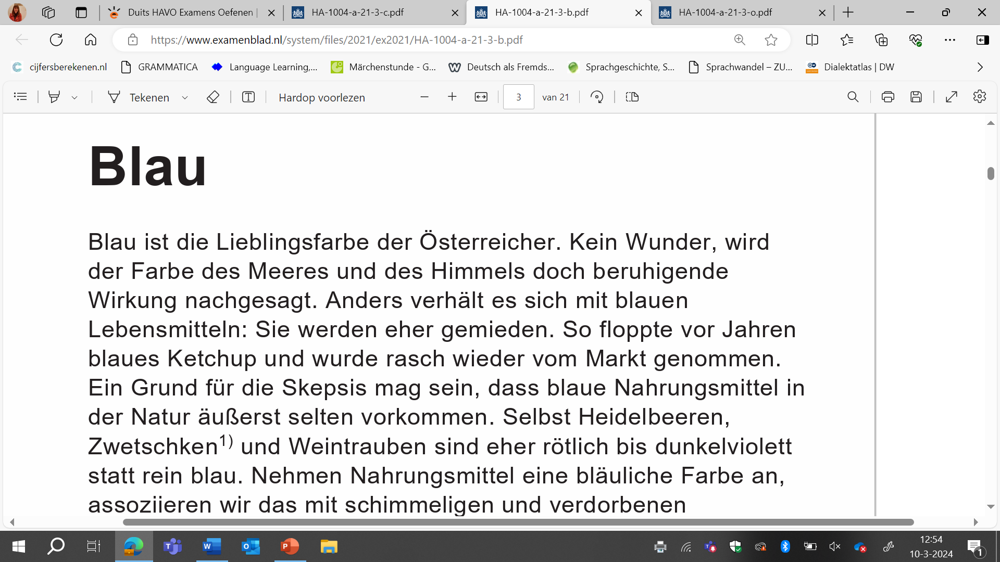 Duits HAVO Examens Oefenen |
HA-1004-a-21-3-c.pdf
HA-1004-a-21-3-b.pdf
HA-1004-a-21-3-o.pdf
https://www.examenblad.nl/system/files/2021/ex2021/HA-1004-a-21-3-b.pdf
cijfersberekenen.nl
GRAMMATICA
Language Learning,...
Märchenstunde - G...
Deutsch als Fremds...
Sprachgeschichte, S...
Sprachwandel – ZU...
Dialektatlas | DW
Tekenen
Hardop voorlezen
3
van 21
Blau
Blau ist die Lieblingsfarbe der Österreicher. Kein Wunder, wird
der Farbe des Meeres und des Himmels doch beruhigende
Wirkung nachgesagt. Anders verhält es sich mit blauen
Lebensmitteln: Sie werden eher gemieden. So floppte vor Jahren
blaues Ketchup und wurde rasch wieder vom Markt genommen.
Ein Grund für die Skepsis mag sein, dass blaue Nahrungsmittel in
der Natur äußerst selten vorkommen. Selbst Heidelbeeren,
Zwetschken1) und Weintrauben sind eher rötlich bis dunkelviolett
statt rein blau. Nehmen Nahrungsmittel eine bläuliche Farbe an,
assoziieren wir das mit schimmeligen und verdorbenen
12:54
10-3-2024
1